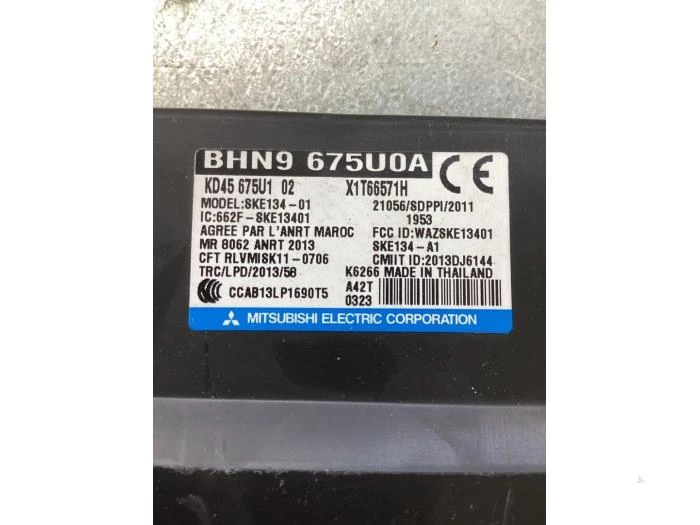 BHN9 675U0A CE
KD45 675U1 02 X1T66571H
MODEL:SKE134-01 21056/SDPPI/2011
IC:662F-SKE13401 1953
AGREE PAR L'ANRT MAROC FCC ID:WAZSKE13401
MR 8062 ANRT 2013 SKE134-A1
CFT RLVMISK11-0706 CMIIT ID:2013DJ6144
TRC/LPD/2013/58 K6266 MADE IN THAILAND
CCC CCAB13LP1690T5 A42T
0323
MITSUBISHI ELECTRIC CORPORATION